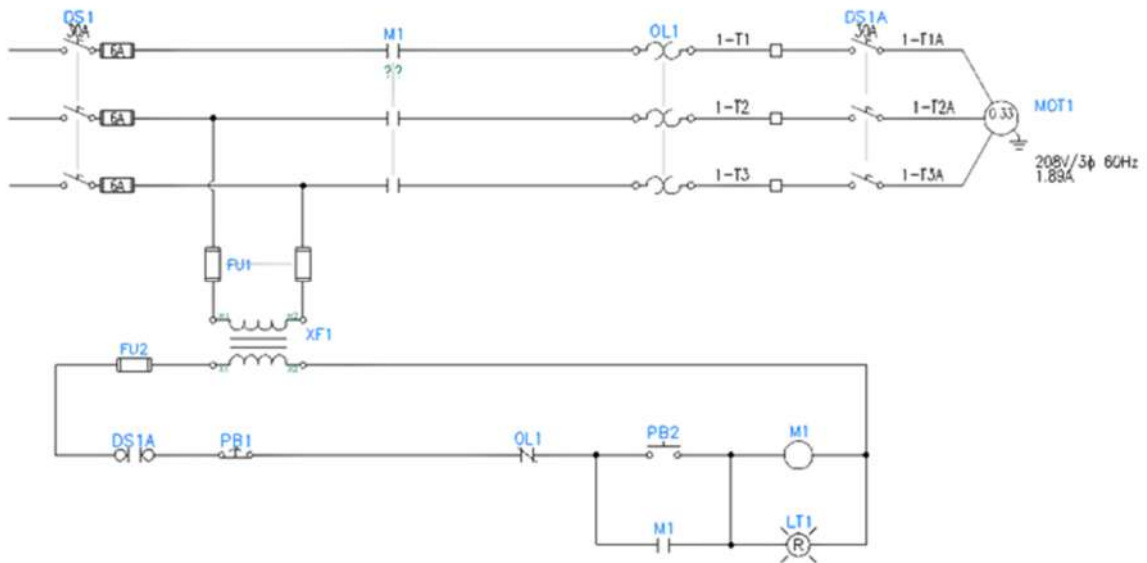 DS1
30A
6A
M1
??
OL1
1-T1
DS1A
30A
1-T1A
6A
1-T2
1-T2A
0.33
MOT1
208V/3ϕ 60Hz
1.89A
6A
1-T3
1-T3A
FU1
XF1
FU2
X1
X2
DS1A
PB1
OL1
PB2
M1
M1
LT1
R